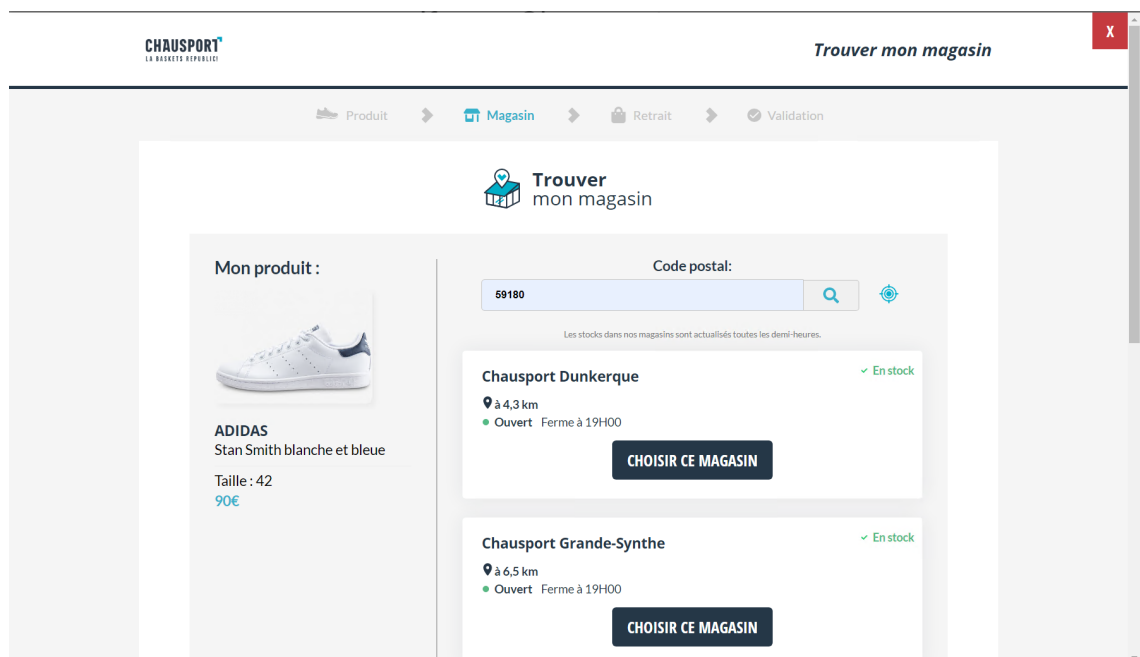 X
CHAUSPORT
LA BASKETS REPUBLIC!
Trouver mon magasin
Produit
Magasin
Retrait
Validation
Trouver
mon magasin
Mon produit :
ADIDAS
Stan Smith blanche et bleue
Taille : 42
90€
Code postal:
59180
Les stocks dans nos magasins sont actualisés toutes les demi-heures.
Chausport Dunkerque
En stock
à 4,3 km
Ouvert Ferme à 19H00
CHOISIR CE MAGASIN
Chausport Grande-Synthe
En stock
à 6,5 km
Ouvert Ferme à 19H00
CHOISIR CE MAGASIN